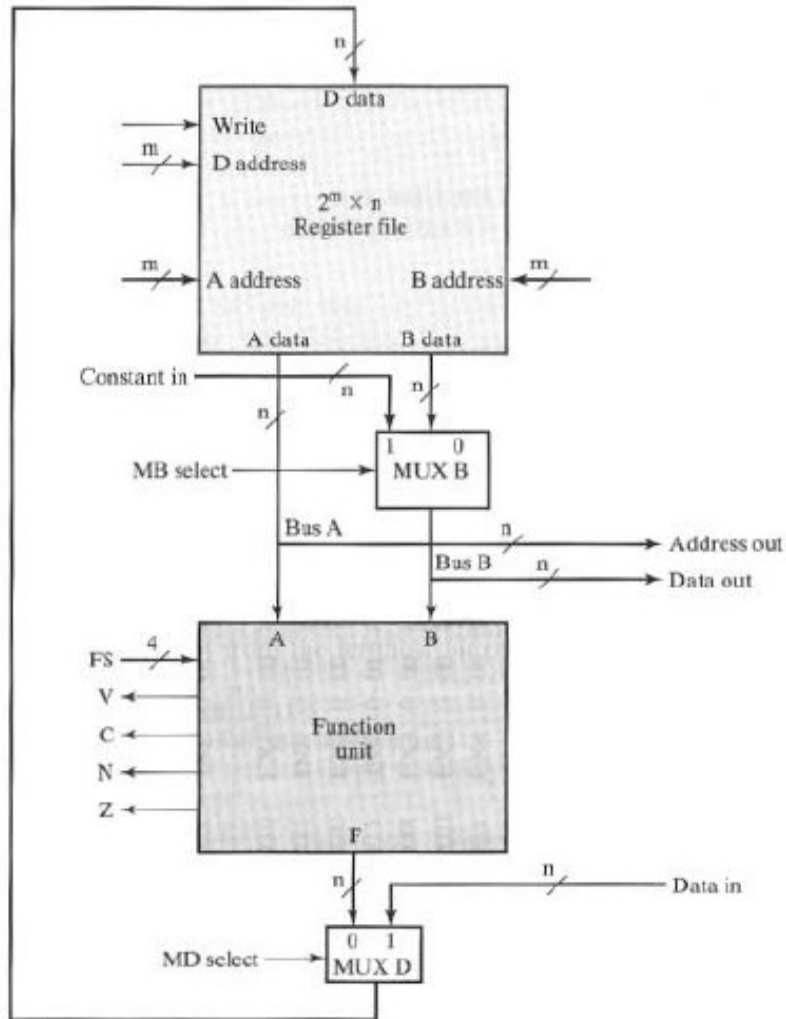 n
D data
Write
m
D address
2^m × n
Register file
m
A address
B address
m
A data
B data
Constant in
n
n
n
1 0
MUX B
MB select
Bus A
n
Address out
Bus B
n
Data out
A
B
4
FS
V
C
N
Z
Function
unit
F
n
n
Data in
0 1
MUX D
MD select